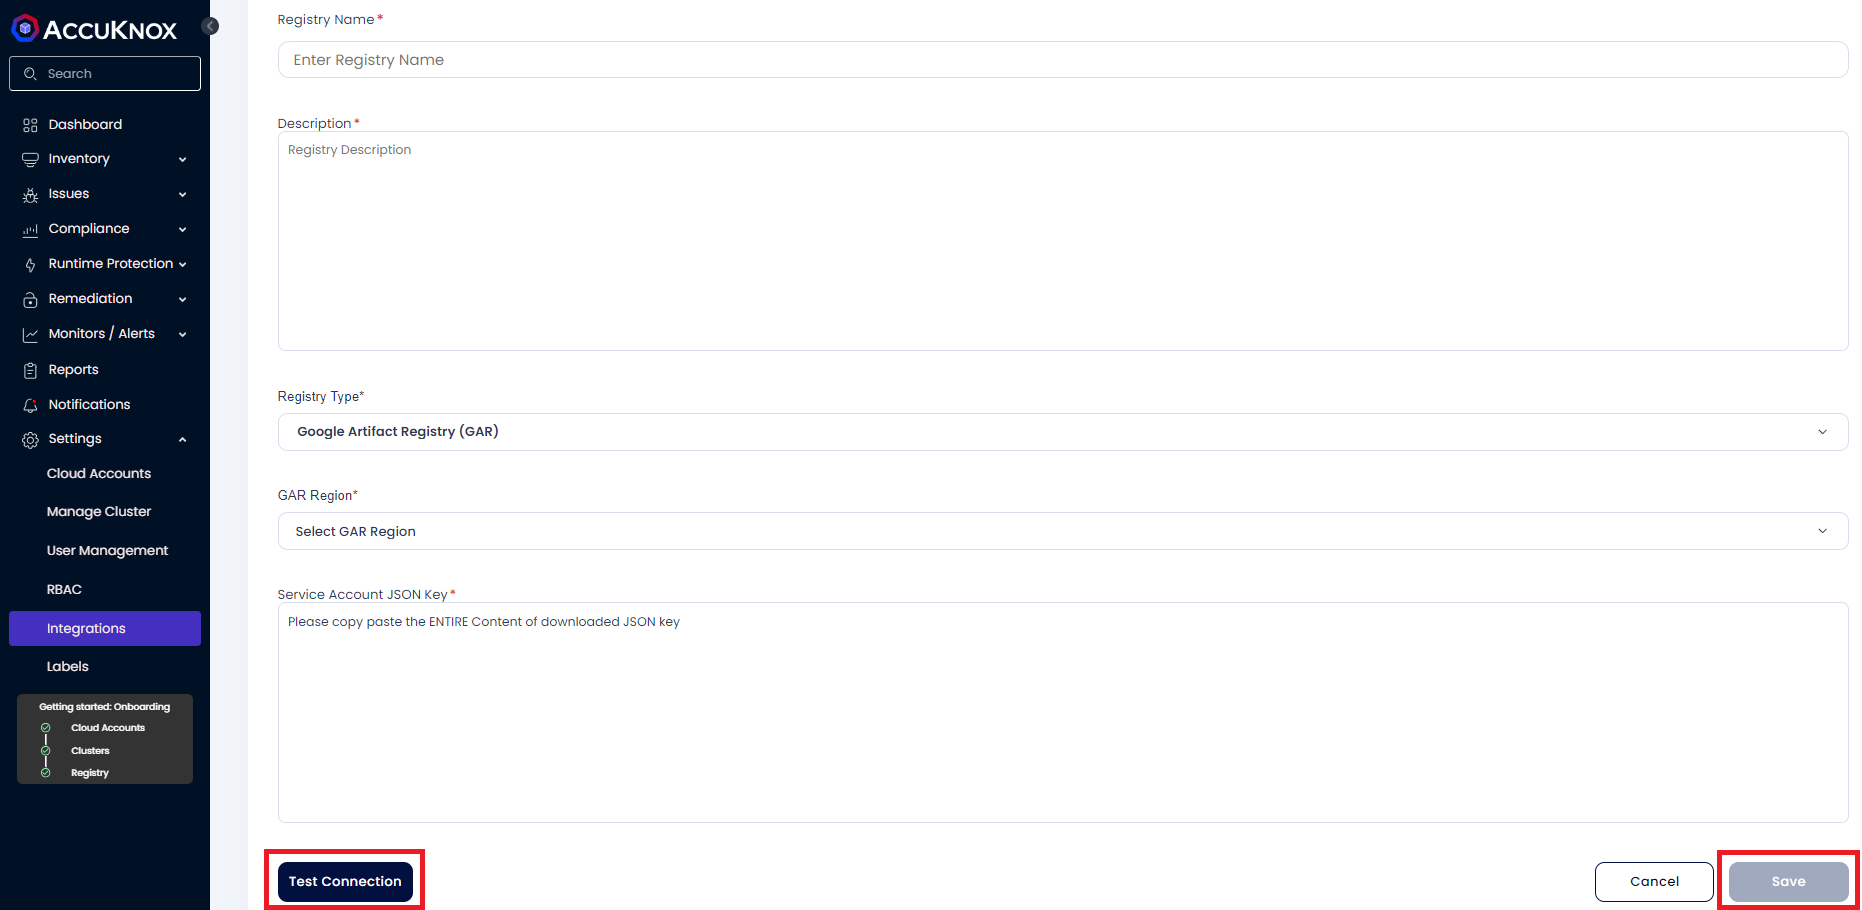 ACCUKNOX
Search
Dashboard
Inventory
Issues
Compliance
Runtime Protection
Remediation
Monitors / Alerts
Reports
Notifications
Settings
Cloud Accounts
Manage Cluster
User Management
RBAC
Integrations
Labels
Getting started: Onboarding
Cloud Accounts
Clusters
Registry
Registry Name*
Enter Registry Name
Description*
Registry Description
Registry Type*
Google Artifact Registry (GAR)
GAR Region*
Select GAR Region
Service Account JSON Key*
Please copy paste the ENTIRE Content of downloaded JSON key
Test Connection
Cancel
Save